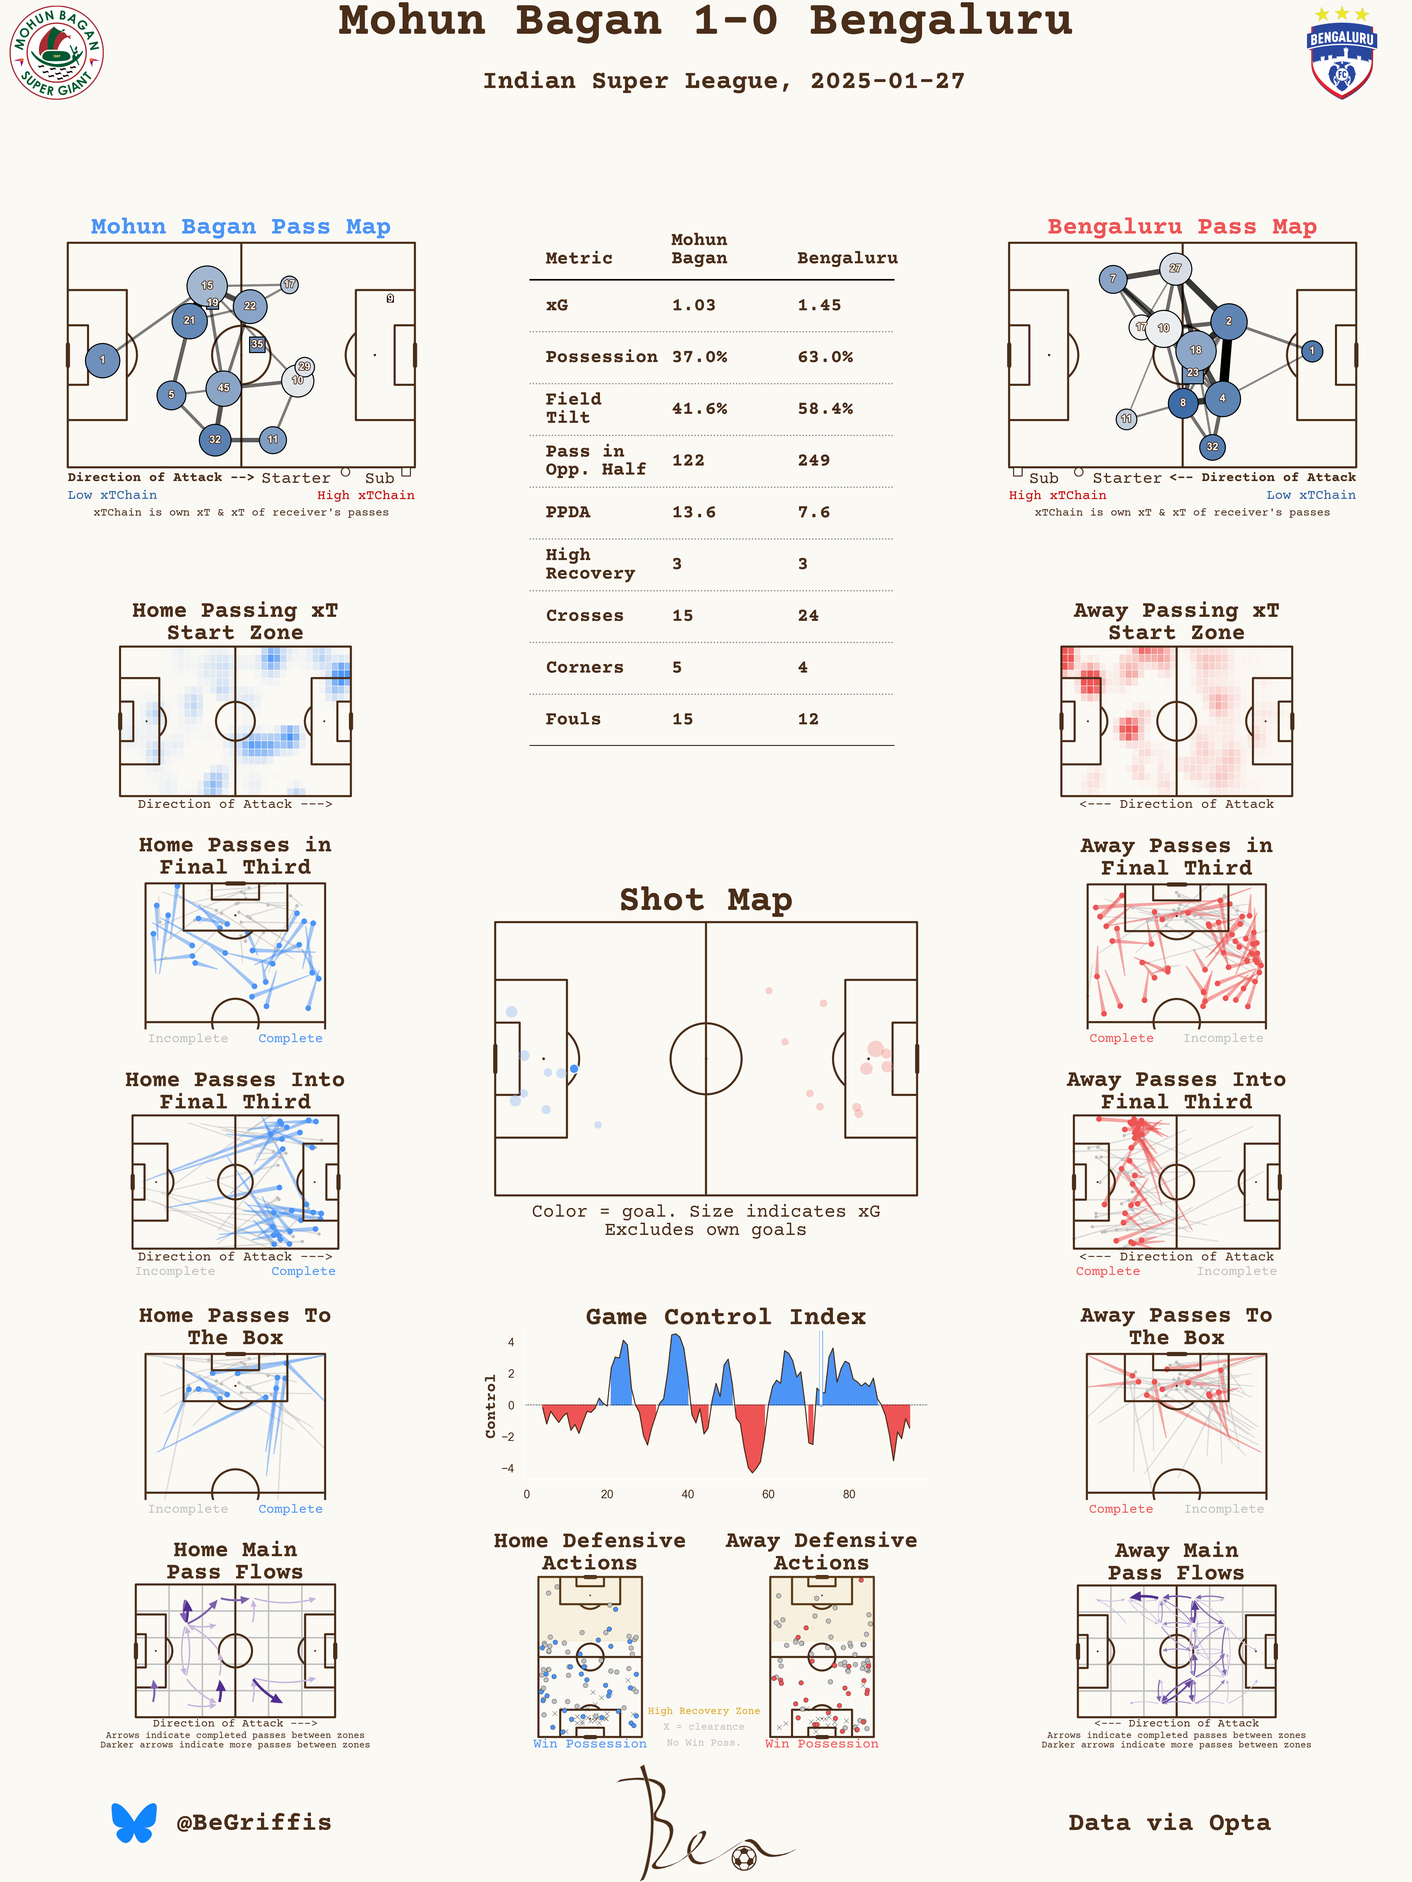 Mohun Bagan 1-0 Bengaluru
Indian Super League, 2025-01-27
MOHUN BAGAN
SUPER GIANT
BENGALURU
FC
Mohun Bagan Pass Map
15
17
9
19
22
21
35
1
29
10
45
5
32
11
Direction of Attack --> Starter Sub
Low xTChain High xTChain
xTChain is own xT & xT of receiver's passes
Metric Mohun Bagan Bengaluru
xG 1.03 1.45
Possession 37.0% 63.0%
Field Tilt 41.6% 58.4%
Pass in Opp. Half 122 249
PPDA 13.6 7.6
High Recovery 3 3
Crosses 15 24
Corners 5 4
Fouls 15 12
Bengaluru Pass Map
27
7
17
10
2
18
1
23
8
4
11
32
Sub Starter <-- Direction of Attack
High xTChain Low xTChain
xTChain is own xT & xT of receiver's passes
Home Passing xT
Start Zone
Direction of Attack --->
Away Passing xT
Start Zone
<--- Direction of Attack
Home Passes in
Final Third
Incomplete Complete
Away Passes in
Final Third
Complete Incomplete
Shot Map
Color = goal. Size indicates xG
Excludes own goals
Home Passes Into
Final Third
Direction of Attack --->
Incomplete Complete
Away Passes Into
Final Third
<--- Direction of Attack
Complete Incomplete
Home Passes To
The Box
Incomplete Complete
Game Control Index
Control
4
2
0
−2
−4
0 20 40 60 80
Away Passes To
The Box
Complete Incomplete
Home Main
Pass Flows
Direction of Attack --->
Arrows indicate completed passes between zones
Darker arrows indicate more passes between zones
Home Defensive
Actions
Win Possession
High Recovery Zone
X = clearance
No Win Poss.
Away Defensive
Actions
Win Possession
Away Main
Pass Flows
<--- Direction of Attack
Arrows indicate completed passes between zones
Darker arrows indicate more passes between zones
@BeGriffis
Ben
Data via Opta